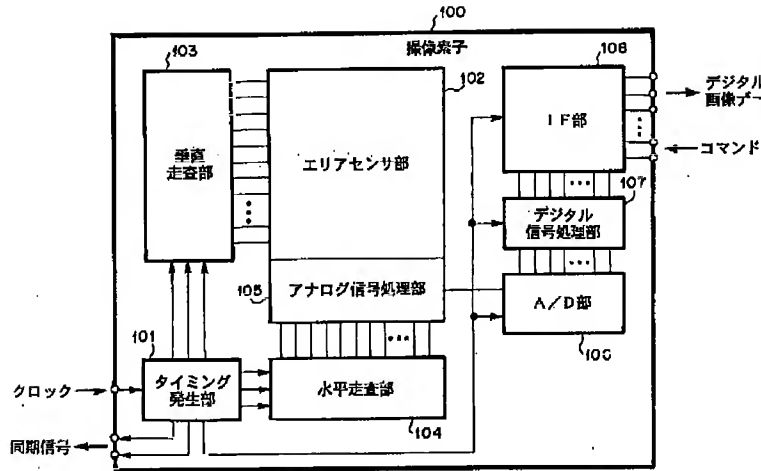 100
撮像素子
103
102
108
デジタル
画像デー
IF部
コマンド
垂直
走査部
エリアセンサ部
107
デジタル
信号処理部
105
アナログ信号処理部
A/D部
106
101
クロック
タイミング
発生部
水平走査部
104
同期信号